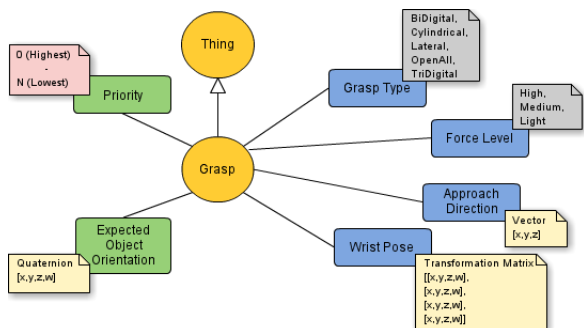 Thing
O (Highest)
-
N (Lowest)
Priority
BiDigital,
Cylindrical,
Lateral,
OpenAll,
TriDigital
Grasp Type
High,
Medium,
Light
Force Level
Grasp
Approach
Direction
Vector
[x,y,z]
Expected
Object
Orientation
Quaternion
[x,y,z,w]
Wrist Pose
Transformation Matrix
[[x,y,z,w],
[x,y,z,w],
[x,y,z,w],
[x,y,z,w]]